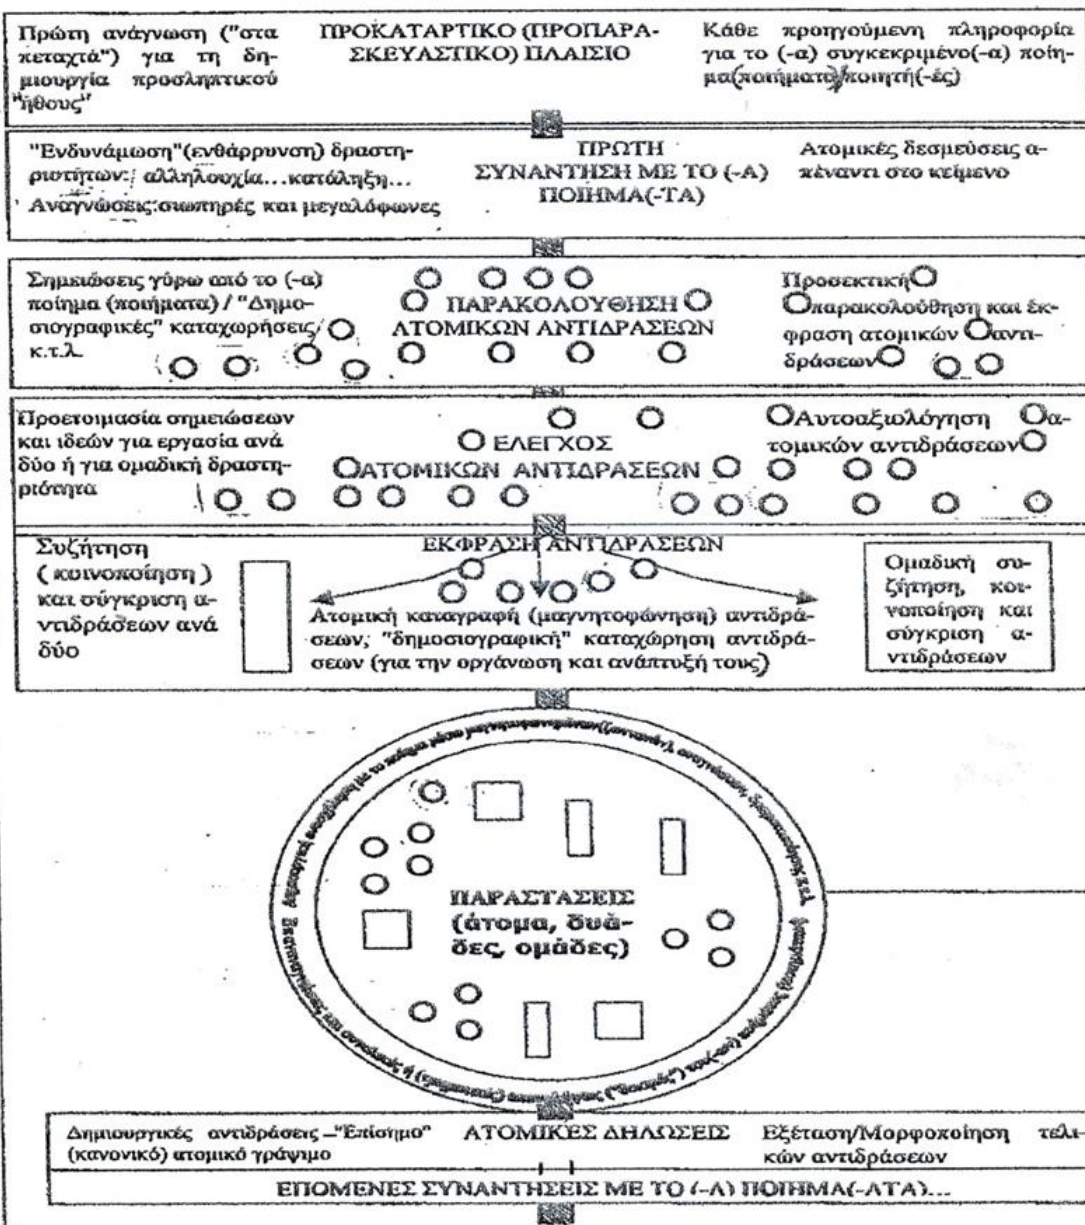 Πρώτη ανάγνωση ("στα
πεταχτά") για τη δη-
μιουργία προσληπτικού
"ήθους"
ΠΡΟΚΑΤΑΡΤΙΚΟ (ΠΡΟΠΑΡΑ-
ΣΚΕΥΑΣΤΙΚΟ) ΠΛΑΙΣΙΟ
Κάθε προηγούμενη πληροφορία
για το (-α) συγκεκριμένο(-α) ποίη-
μα(ποιήματα)/ποιητή(-ές)
"Ενδυνάμωση"(ενθάρρυνση) δραστη-
ριοτήτων: αλληλουχία...κατάληξη...
Αναγνώσεις:σιωπηρές και μεγαλόφωνες
ΠΡΩΤΗ
ΣΥΝΑΝΤΗΣΗ ΜΕ ΤΟ (-Α)
ΠΟΙΗΜΑ(-ΤΑ)
Ατομικές δεσμεύσεις α-
πέναντι στο κείμενο
Σημειώσεις γύρω από το (-α)
ποίημα (ποιήματα) / "Δημο-
σιογραφικές" καταχωρήσεις
κ.τ.λ.
ΠΑΡΑΚΟΛΟΥΘΗΣΗ
ΑΤΟΜΙΚΩΝ ΑΝΤΙΔΡΑΣΕΩΝ
Προσεκτική
παρακολούθηση και έκ-
φραση ατομικών αντι-
δράσεων
Προετοιμασία σημειώσεων
και ιδεών για εργασία ανά
δύο ή για ομαδική δραστη-
ριότητα
ΕΛΕΓΧΟΣ
ΑΤΟΜΙΚΩΝ ΑΝΤΙΔΡΑΣΕΩΝ
Αυτοαξιολόγηση α-
τομικών αντιδράσεων
ΕΚΦΡΑΣΗ ΑΝΤΙΔΡΑΣΕΩΝ
Συζήτηση
( κοινοποίηση )
και σύγκριση α-
ντιδράσεων ανά
δύο
Ατομική καταγραφή (μαγνητοφώνηση) αντιδρά-
σεων, "δημοσιογραφική" καταχώρηση αντιδρά-
σεων (για την οργάνωση και ανάπτυξή τους)
Ομαδική συ-
ζήτηση, κοι-
νοποίηση και
σύγκριση α-
ντιδράσεων
ΠΑΡΑΣΤΑΣΕΙΣ
(άτομα, δυά-
δες, ομάδες)
Δημιουργικές αντιδράσεις –"Επίσημο"
(κανονικό) ατομικό γράψιμο
ΑΤΟΜΙΚΕΣ ΔΗΛΩΣΕΙΣ
Εξέταση/Μορφοποίηση τελι-
κών αντιδράσεων
ΕΠΟΜΕΝΕΣ ΣΥΝΑΝΤΗΣΕΙΣ ΜΕ ΤΟ (-Α) ΠΟΙΗΜΑ(-ΑΤΑ)...